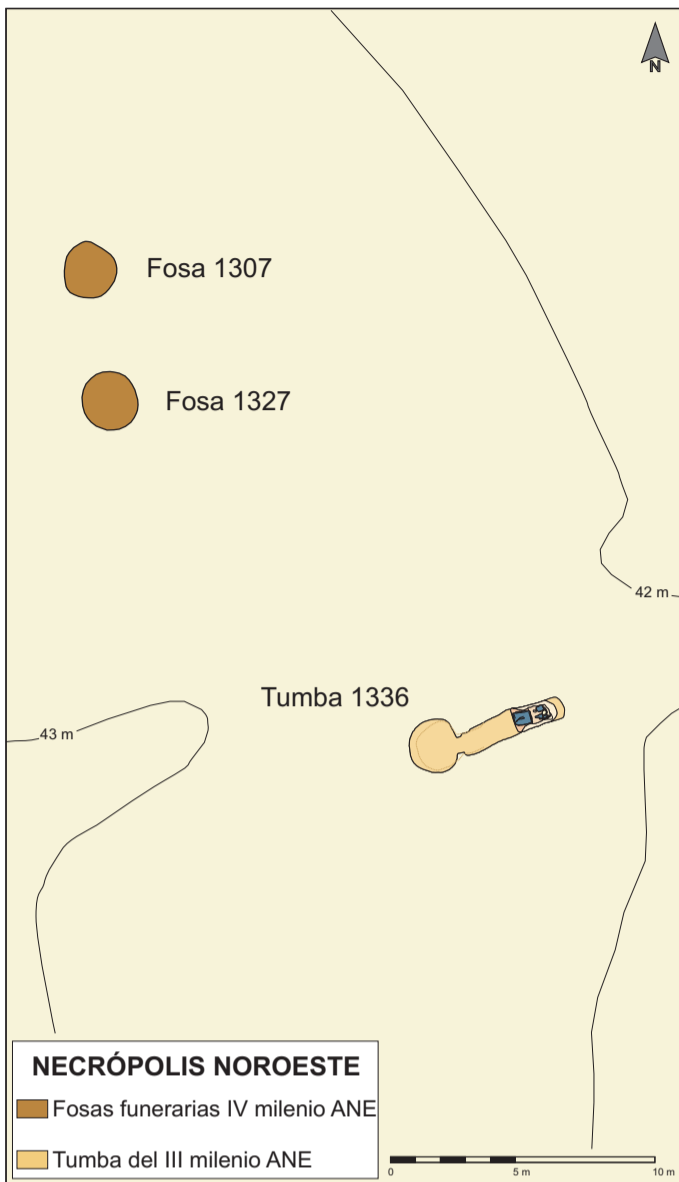 N
Fosa 1307
Fosa 1327
42 m
Tumba 1336
43 m
NECRÓPOLIS NOROESTE
Fosas funerarias IV milenio ANE
Tumba del III milenio ANE
0 5 m 10 m